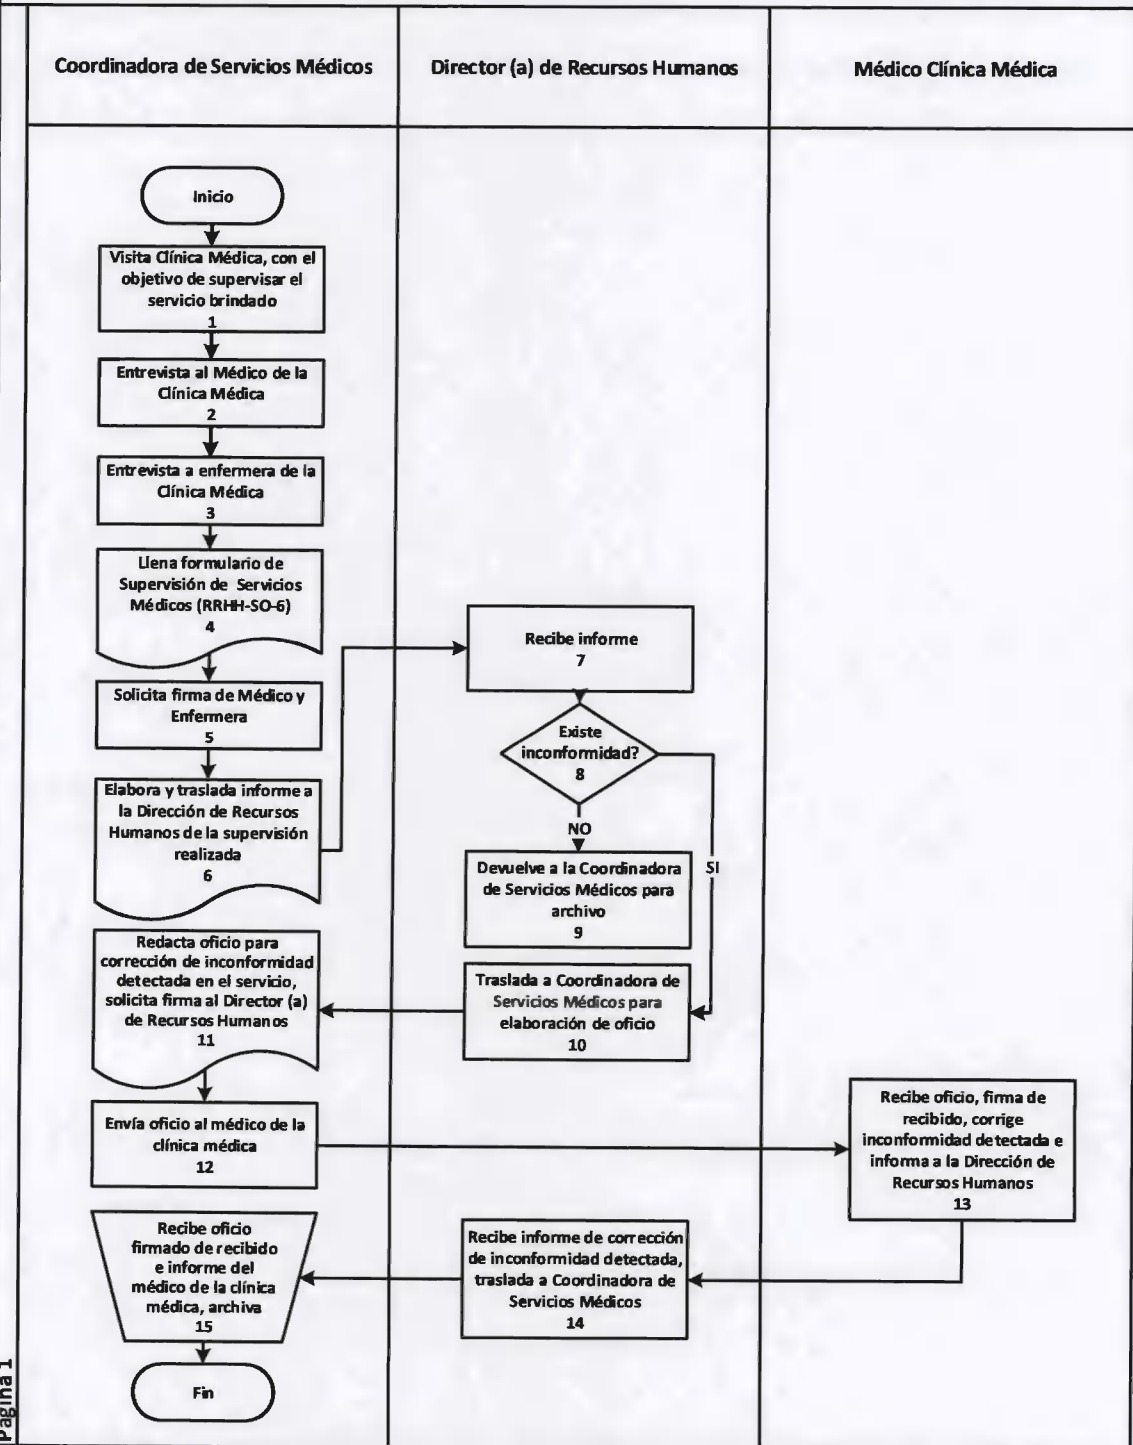 Coordinadora de Servicios Médicos
Director (a) de Recursos Humanos
Médico Clínica Médica
Inicio
Visita Clínica Médica, con el
objetivo de supervisar el
servicio brindado
1
Entrevista al Médico de la
Clínica Médica
2
Entrevista a enfermera de la
Clínica Médica
3
Llena formulario de
Supervisión de Servicios
Médicos (RRHH-SO-6)
4
Solicita firma de Médico y
Enfermera
5
Elabora y traslada informe a
la Dirección de Recursos
Humanos de la supervisión
realizada
6
Recibe informe
7
Existe
inconformidad?
8
NO
SI
Devuelve a la Coordinadora
de Servicios Médicos para
archivo
9
Traslada a Coordinadora de
Servicios Médicos para
elaboración de oficio
10
Redacta oficio para
corrección de inconformidad
detectada en el servicio,
solicita firma al Director (a)
de Recursos Humanos
11
Envía oficio al médico de la
clínica médica
12
Recibe oficio, firma de
recibido, corrige
inconformidad detectada e
informa a la Dirección de
Recursos Humanos
13
Recibe informe de corrección
de inconformidad detectada,
traslada a Coordinadora de
Servicios Médicos
14
Recibe oficio
firmado de recibido
e informe del
médico de la clínica
médica, archiva
15
Fin
Página 1